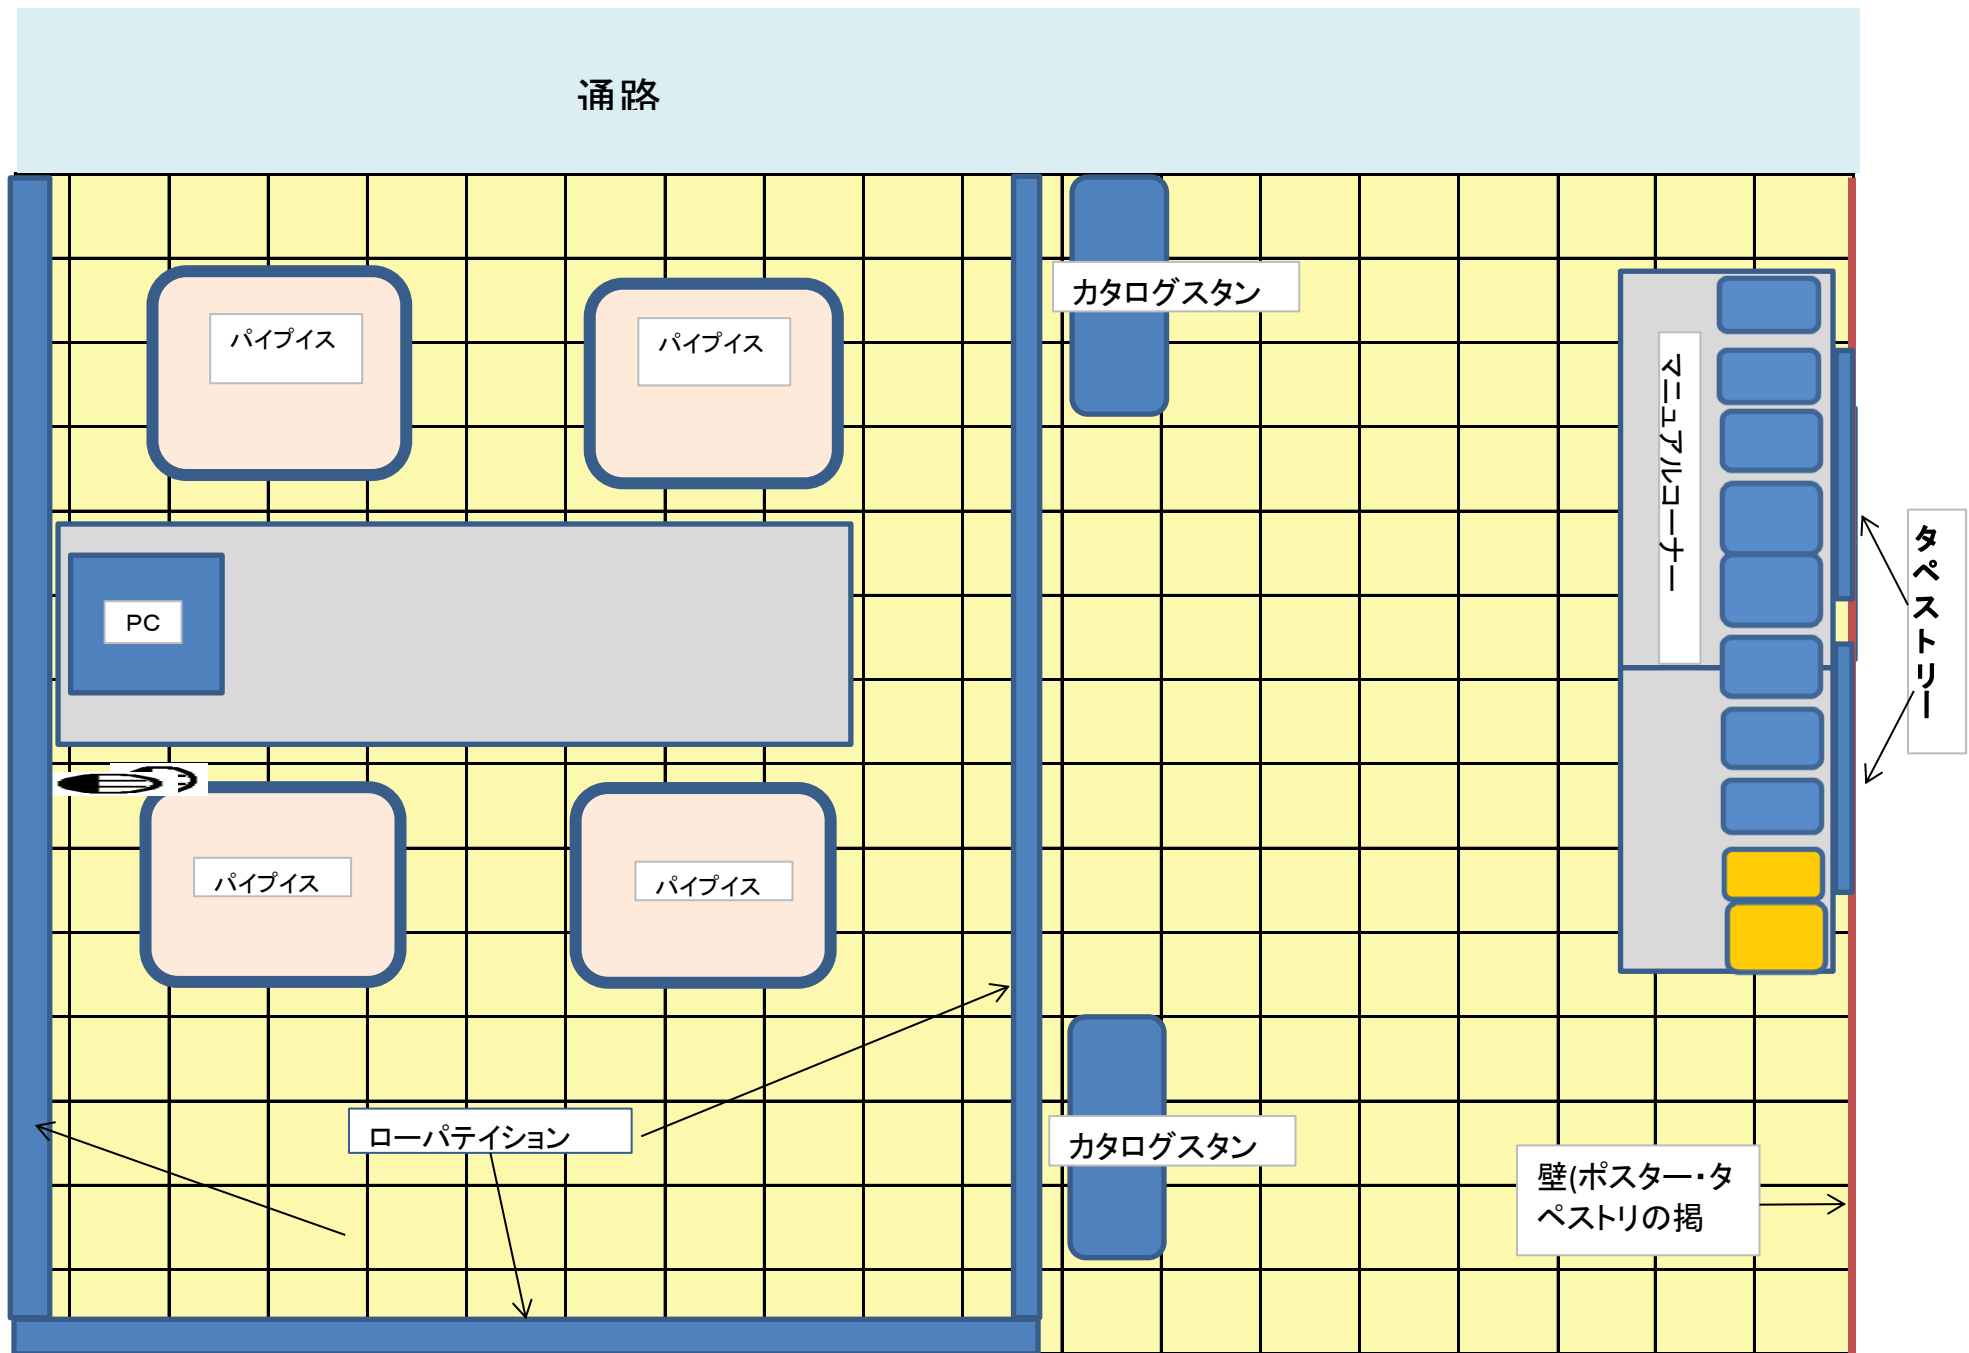 通路
パイプイス
パイプイス
カタログスタン
マニュアルコーナー
タペストリー
PC
パイプイス
パイプイス
ローパテイション
カタログスタン
壁(ポスター・タ
ペストリの掲